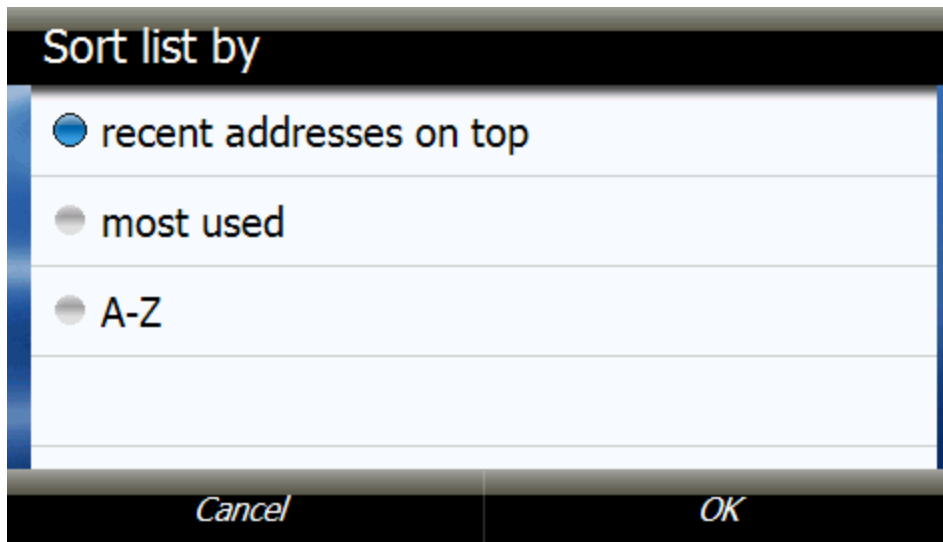 Sort list by
recent addresses on top
most used
A-Z
Cancel OK